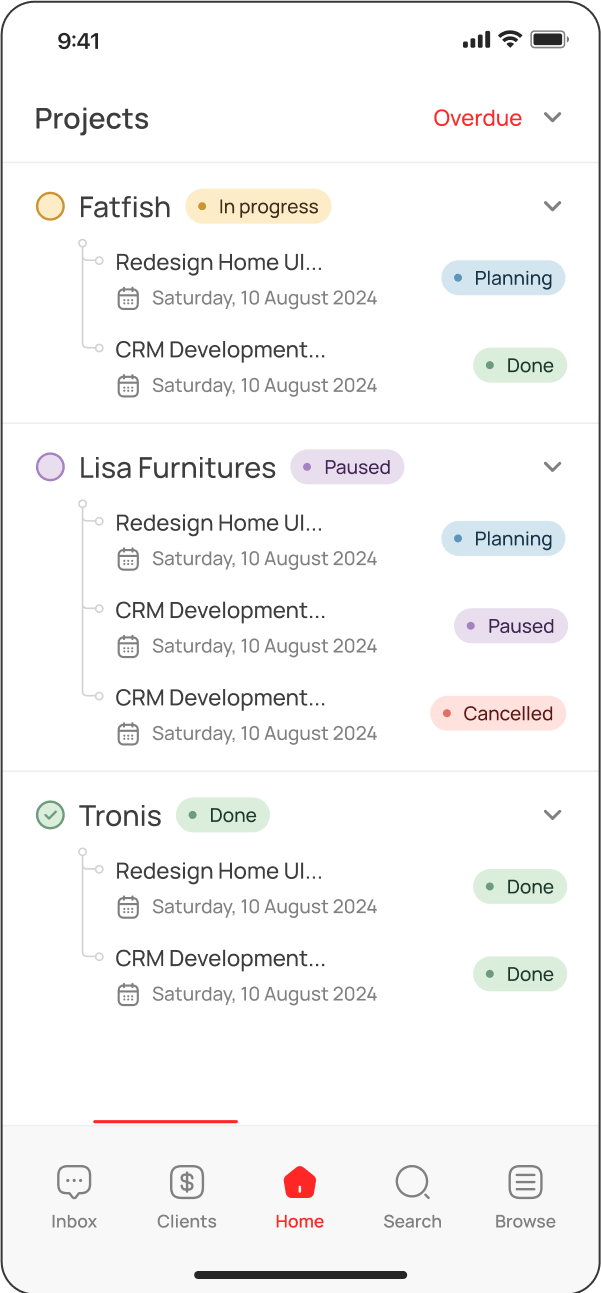 9:41
Projects Overdue
Fatfish In progress
Redesign Home UI...
Saturday, 10 August 2024
Planning
CRM Development...
Saturday, 10 August 2024
Done
Lisa Furnitures Paused
Redesign Home UI...
Saturday, 10 August 2024
Planning
CRM Development...
Saturday, 10 August 2024
Paused
CRM Development...
Saturday, 10 August 2024
Cancelled
Tronis Done
Redesign Home UI...
Saturday, 10 August 2024
Done
CRM Development...
Saturday, 10 August 2024
Done
$
Inbox Clients Home Search Browse